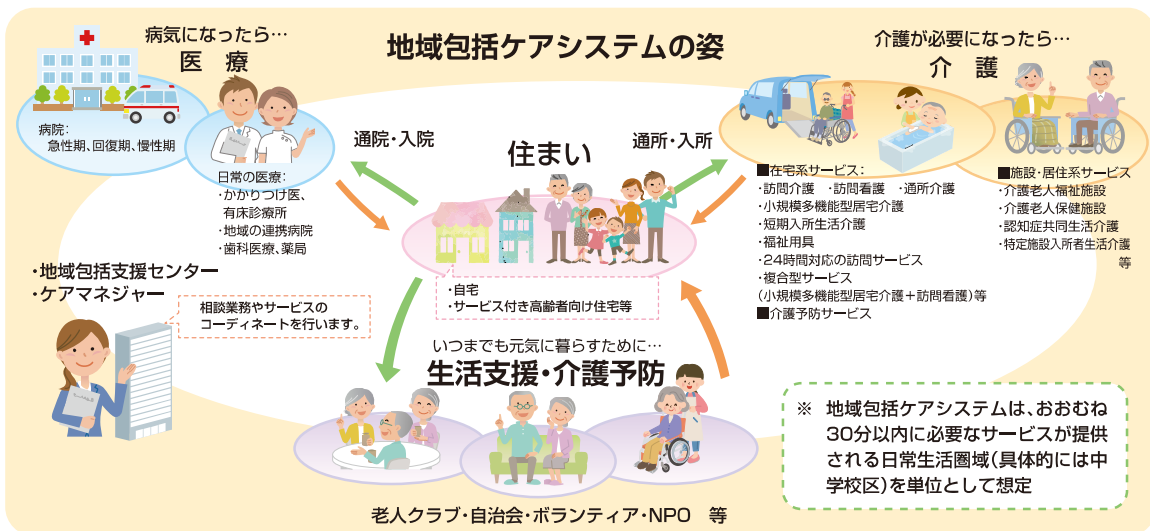 地域包括ケアシステムの姿
病気になったら…
医 療
病院:
急性期、回復期、慢性期
日常の医療:
・かかりつけ医、
有床診療所
・地域の連携病院
・歯科医療、薬局
通院・入院
住まい
通所・入所
・自宅
・サービス付き高齢者向け住宅等
介護が必要になったら…
介 護
■在宅系サービス:
・訪問介護 ・訪問看護 ・通所介護
・小規模多機能型居宅介護
・短期入所生活介護
・福祉用具
・24時間対応の訪問サービス
・複合型サービス
(小規模多機能型居宅介護+訪問看護)等
■介護予防サービス
■施設・居住系サービス
・介護老人福祉施設
・介護老人保健施設
・認知症共同生活介護
・特定施設入所者生活介護
等
・地域包括支援センター
・ケアマネジャー
相談業務やサービスの
コーディネートを行います。
いつまでも元気に暮らすために…
生活支援・介護予防
老人クラブ・自治会・ボランティア・NPO 等
※ 地域包括ケアシステムは、おおむね
30分以内に必要なサービスが提供
される日常生活圏域(具体的には中
学校区)を単位として想定